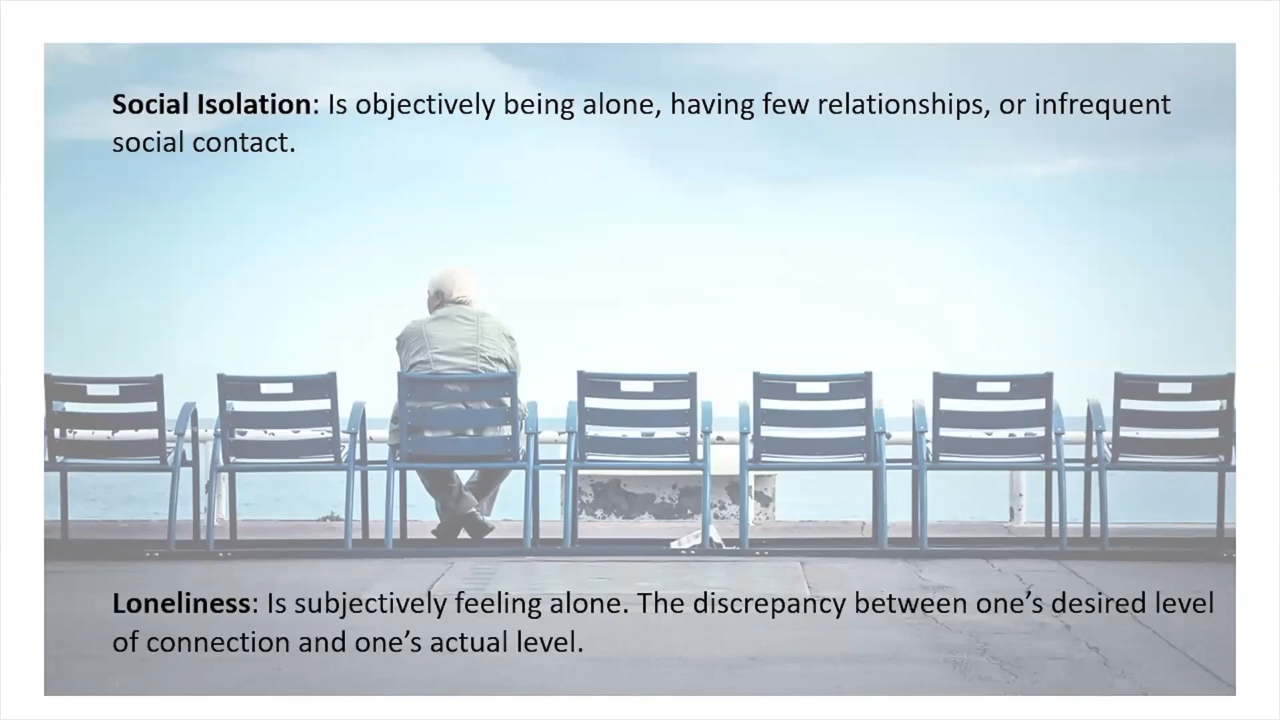 Social Isolation: Is objectively being alone, having few relationships, or infrequent
social contact.
Loneliness: Is subjectively feeling alone. The discrepancy between one’s desired level
of connection and one’s actual level.